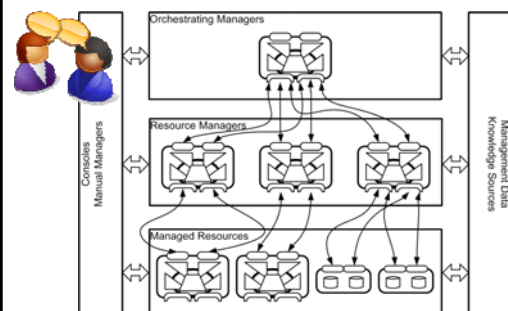 Orchestrating Managers
Resource Managers
Managed Resources
Consoles
Manual Managers
Management Data
Knowledge Sources